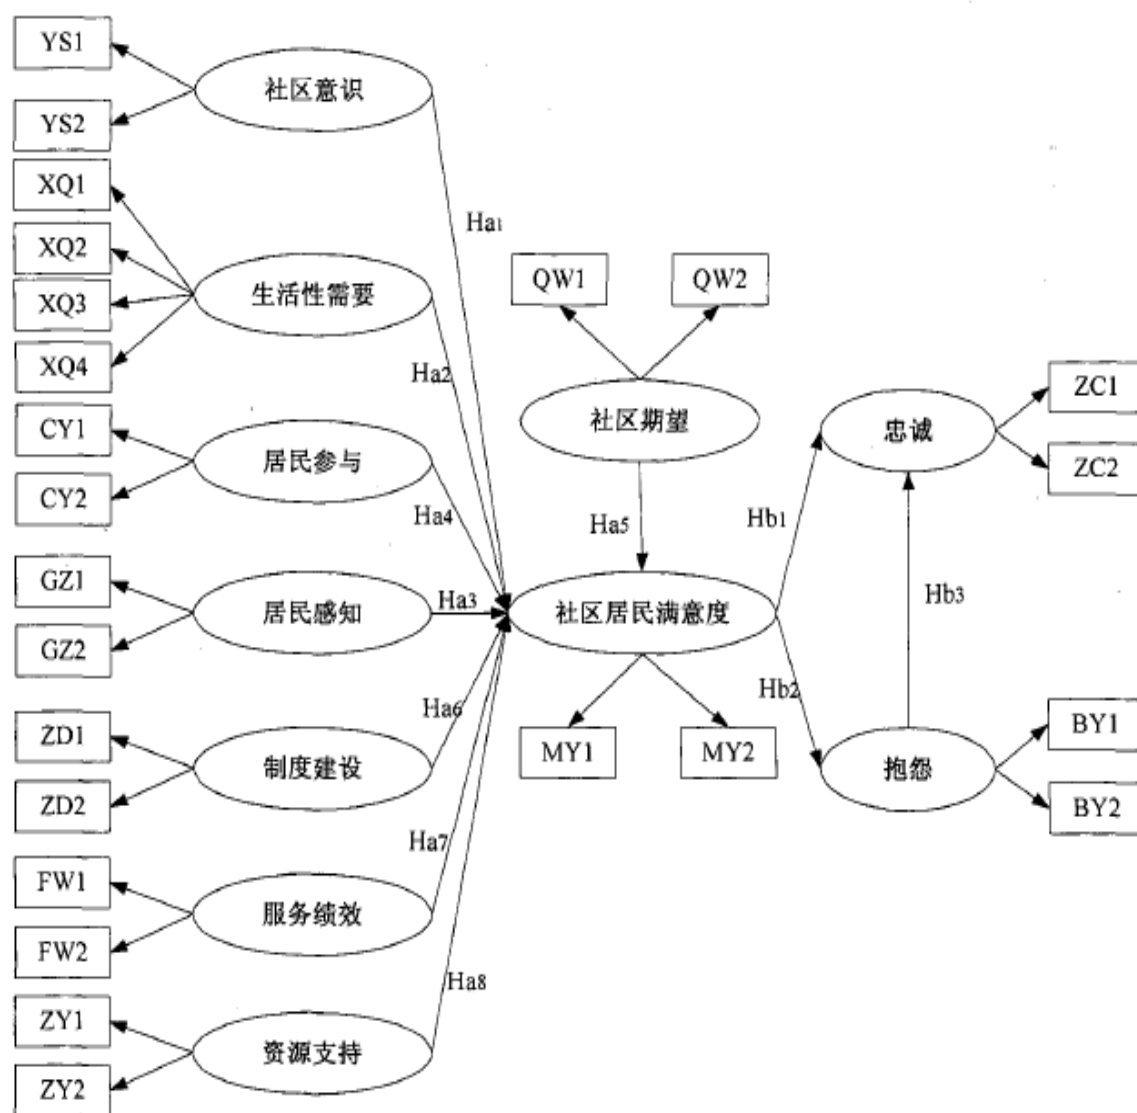 YS1
社区意识
YS2
XQ1
Ha1
XQ2
QW1
QW2
XQ3
生活性需要
XQ4
Ha2
ZC1
CY1
社区期望
忠诚
居民参与
ZC2
CY2
Ha4
Ha5
Hb1
GZ1
Ha3
Hb3
居民感知
社区居民满意度
GZ2
Hb2
Ha6
ZD1
BY1
制度建设
MY1
MY2
抱怨
ZD2
BY2
Ha7
FW1
服务绩效
FW2
Ha8
ZY1
资源支持
ZY2